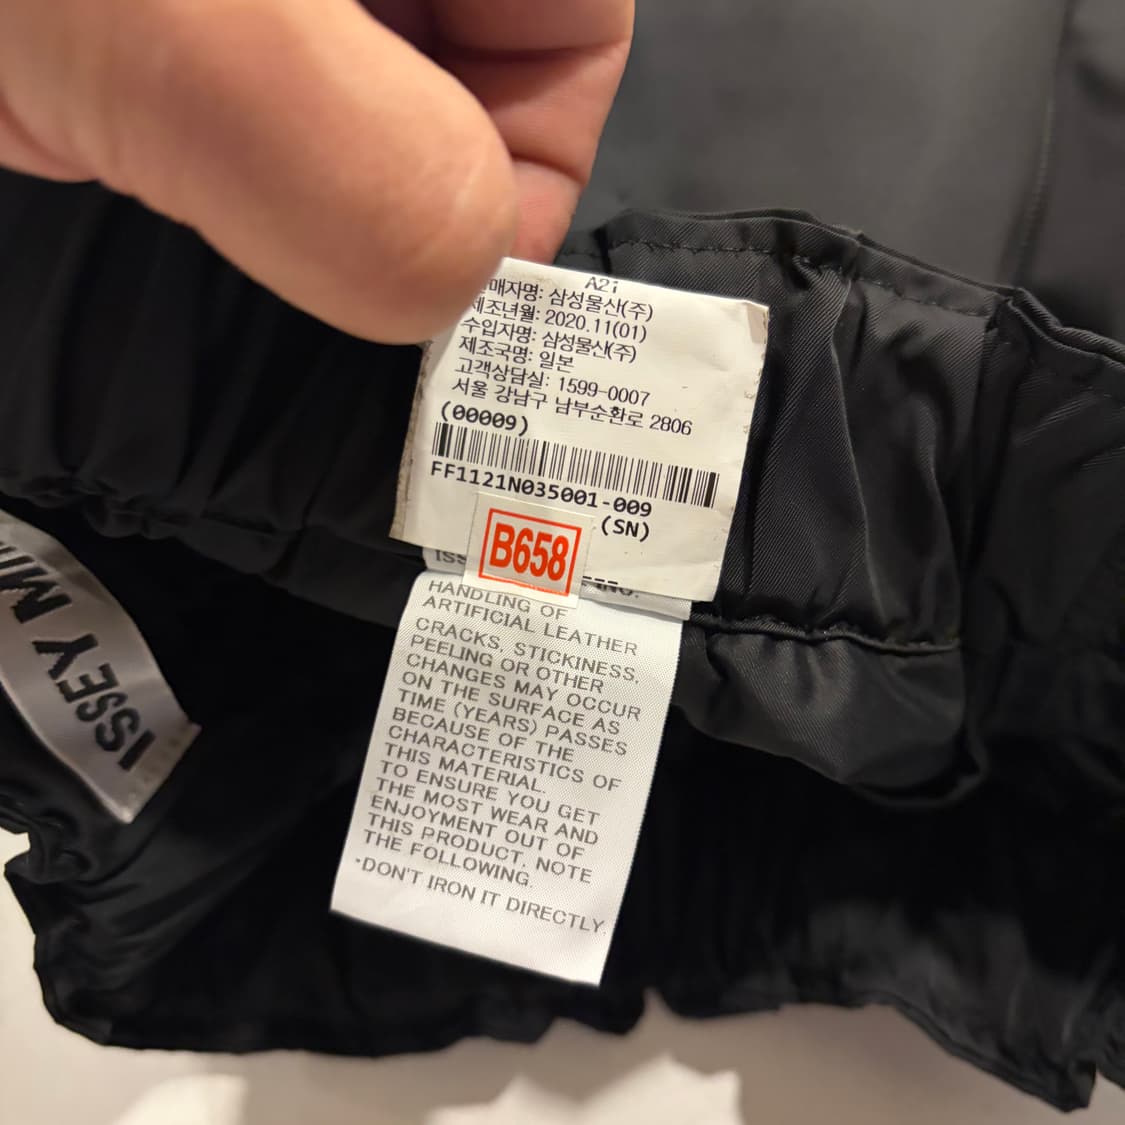 A2i
매자명: 삼성물산(주)
제조년월: 2020.11(01)
수입자명: 삼성물산(주)
제조국명: 일본
고객상담실: 1599-0007
서울 강남구 남부순환로 2806
(00009)
FF1121N035001-009
(SN)
B658
INC.
HANDLING OF
ARTIFICIAL LEATHER
CRACKS, STICKINESS,
PEELING OR OTHER
CHANGES MAY OCCUR
ON THE SURFACE AS
TIME (YEARS) PASSES
BECAUSE OF THE
CHARACTERISTICS OF
THIS MATERIAL.
TO ENSURE YOU GET
THE MOST WEAR AND
ENJOYMENT OUT OF
THIS PRODUCT, NOTE
THE FOLLOWING.
*DON'T IRON IT DIRECTLY.
ISSEY